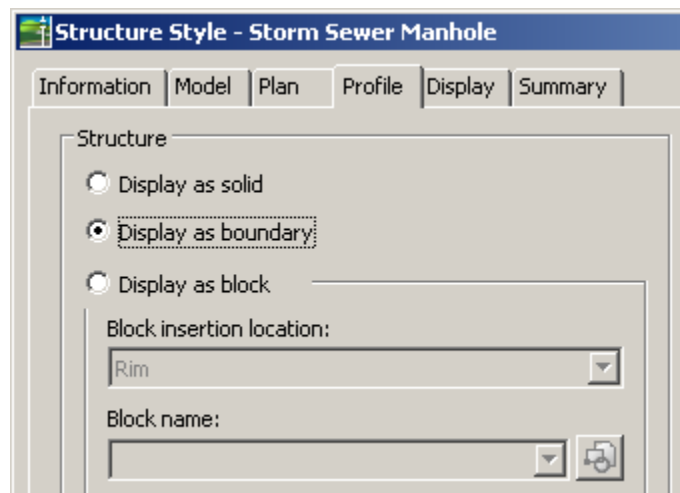 Structure Style - Storm Sewer Manhole
Information Model Plan Profile Display Summary
Structure
Display as solid
Display as boundary
Display as block
Block insertion location:
Rim
Block name: